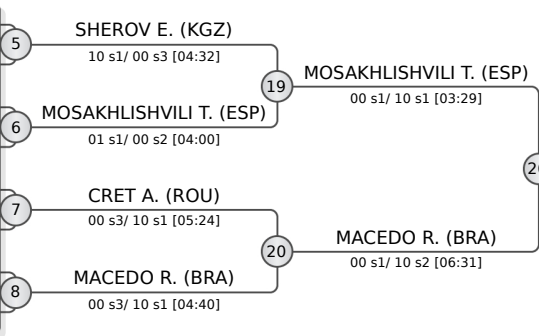 SHEROV E. (KGZ)
5
10 s1/ 00 s3 [04:32]
19
MOSAKHLISHVILI T. (ESP)
00 s1/ 10 s1 [03:29]
MOSAKHLISHVILI T. (ESP)
6
01 s1/ 00 s2 [04:00]
CRET A. (ROU)
7
00 s3/ 10 s1 [05:24]
20
MACEDO R. (BRA)
00 s1/ 10 s2 [06:31]
MACEDO R. (BRA)
8
00 s3/ 10 s1 [04:40]